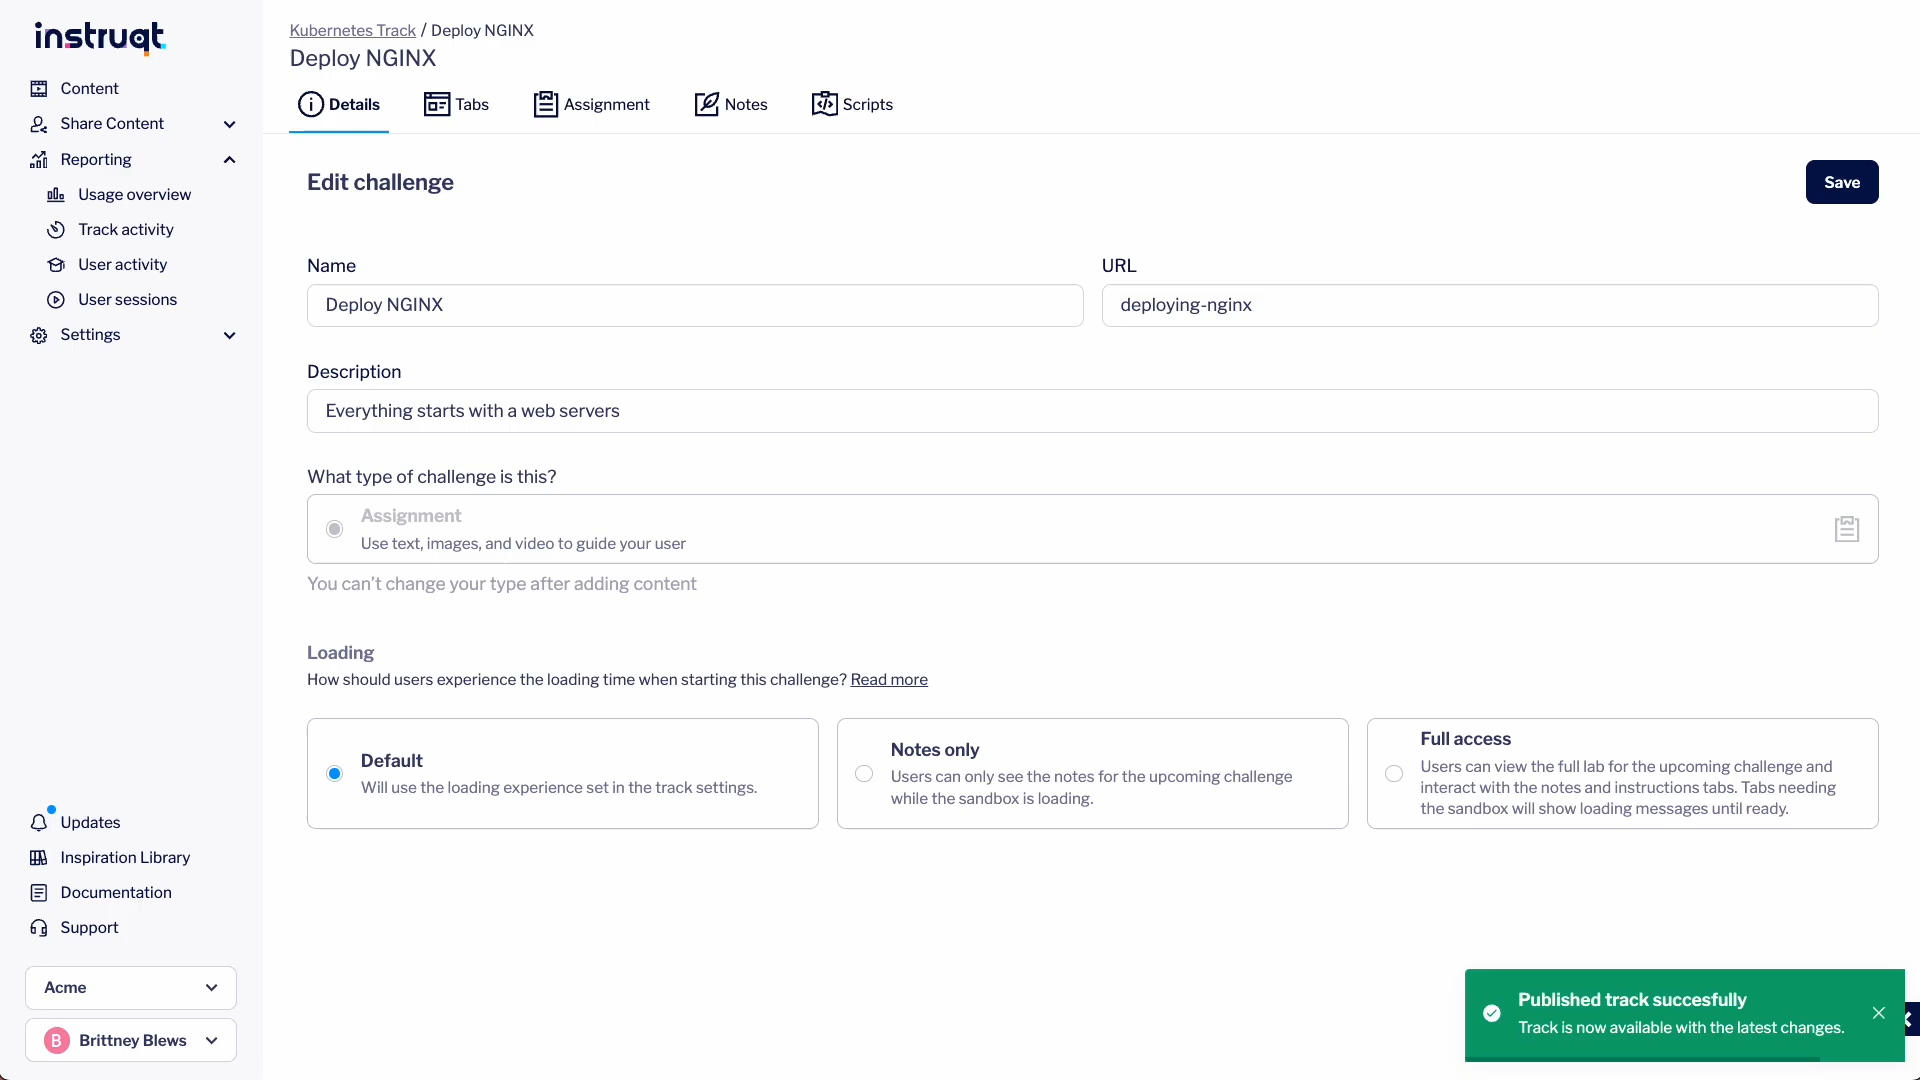 instruqt
Content
Share Content
Reporting
Usage overview
Track activity
User activity
User sessions
Settings
Updates
Inspiration Library
Documentation
Support
Acme
B Brittney Blews
Kubernetes Track / Deploy NGINX
Deploy NGINX
Details Tabs Assignment Notes Scripts
Edit challenge
Save
Name URL
Deploy NGINX deploying-nginx
Description
Everything starts with a web servers
What type of challenge is this?
Assignment
Use text, images, and video to guide your user
You can't change your type after adding content
Loading
How should users experience the loading time when starting this challenge? Read more
Default
Will use the loading experience set in the track settings.
Notes only
Users can only see the notes for the upcoming challenge
while the sandbox is loading.
Full access
Users can view the full lab for the upcoming challenge and
interact with the notes and instructions tabs. Tabs needing
the sandbox will show loading messages until ready.
Published track succesfully
Track is now available with the latest changes.